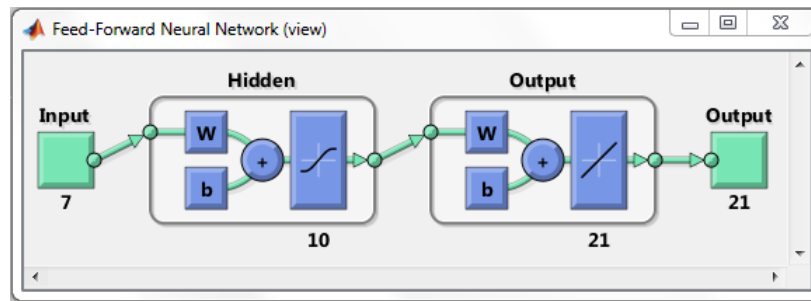 Feed-Forward Neural Network (view)
Hidden Output
Input Output
W W
+ +
b b
7 21
10 21